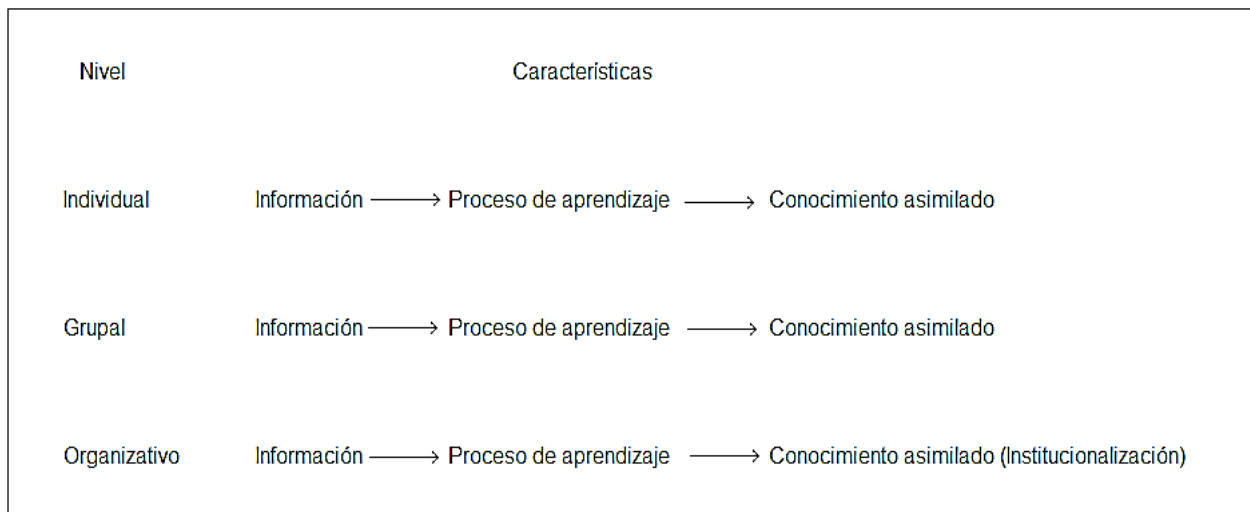 Nivel Características
Individual Información Proceso de aprendizaje Conocimiento asimilado
Grupal Información Proceso de aprendizaje Conocimiento asimilado
Organizativo Información Proceso de aprendizaje Conocimiento asimilado (Institucionalización)